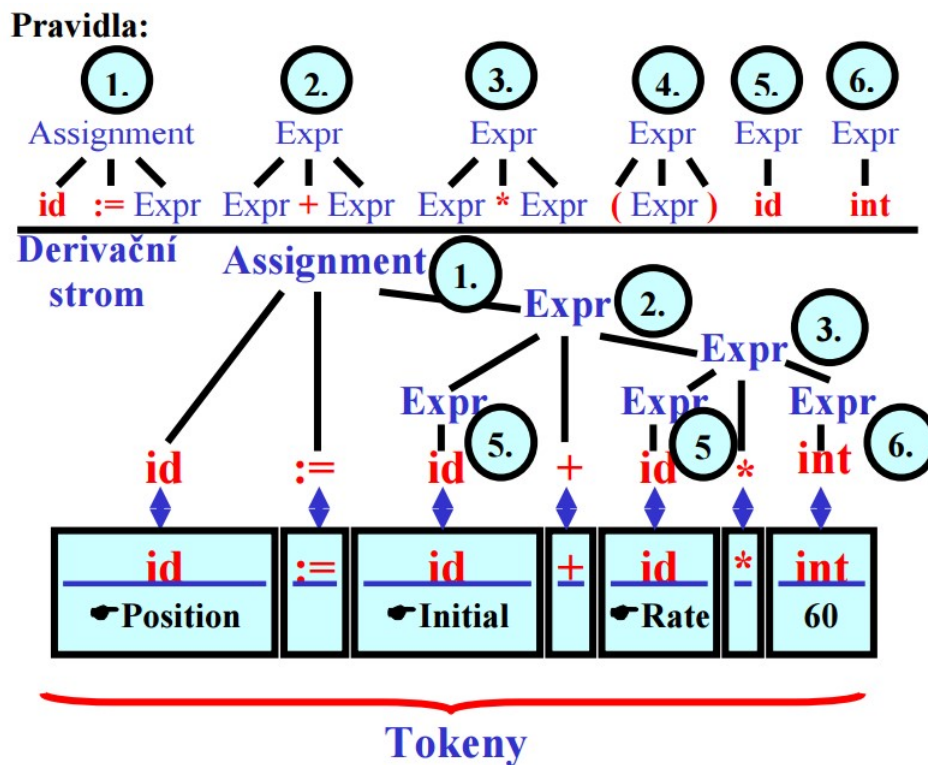 Pravidla:
1. 2. 3. 4. 5. 6.
Assignment Expr Expr Expr Expr Expr
id := Expr Expr + Expr Expr * Expr ( Expr ) id int
Derivační strom
Assignment 1.
Expr 2.
Expr 3.
Expr Expr Expr
5. 5 6.
id := id + id * int
id := id + id * int
☛Position ☛Initial ☛Rate 60
Tokeny